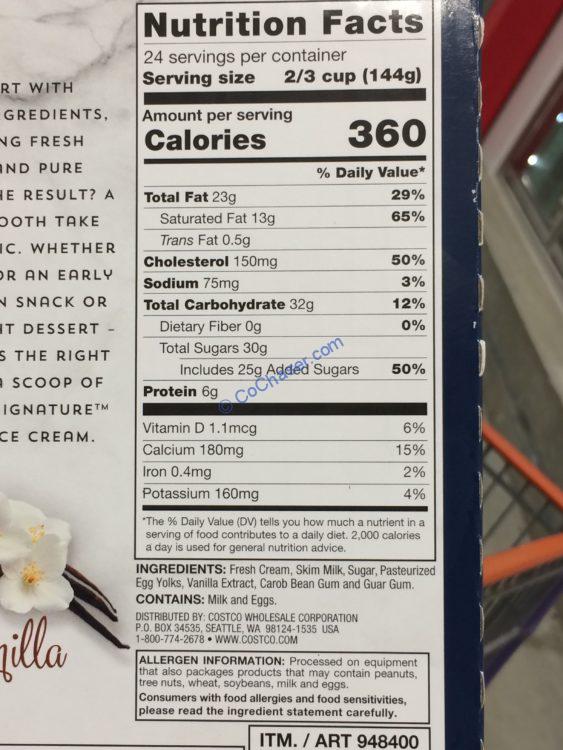 RT WITH
GREDIENTS,
NG FRESH
AND PURE
HE RESULT? A
OOTH TAKE
IC. WHETHER
OR AN EARLY
N SNACK OR
HT DESSERT –
S THE RIGHT
A SCOOP OF
IGNATURE™
CE CREAM.
nilla
Nutrition Facts
24 servings per container
Serving size 2/3 cup (144g)
Amount per serving
Calories 360
% Daily Value*
Total Fat 23g 29%
Saturated Fat 13g 65%
Trans Fat 0.5g
Cholesterol 150mg 50%
Sodium 75mg 3%
Total Carbohydrate 32g 12%
Dietary Fiber 0g 0%
Total Sugars 30g
Includes 25g Added Sugars 50%
Protein 6g
© CoChaser.com
Vitamin D 1.1mcg 6%
Calcium 180mg 15%
Iron 0.4mg 2%
Potassium 160mg 4%
*The % Daily Value (DV) tells you how much a nutrient in a
serving of food contributes to a daily diet. 2,000 calories
a day is used for general nutrition advice.
INGREDIENTS: Fresh Cream, Skim Milk, Sugar, Pasteurized
Egg Yolks, Vanilla Extract, Carob Bean Gum and Guar Gum.
CONTAINS: Milk and Eggs.
DISTRIBUTED BY: COSTCO WHOLESALE CORPORATION
P.O. BOX 34535, SEATTLE, WA 98124-1535 USA
1-800-774-2678 • WWW.COSTCO.COM
ALLERGEN INFORMATION: Processed on equipment
that also packages products that may contain peanuts,
tree nuts, wheat, soybeans, milk and eggs.
Consumers with food allergies and food sensitivities,
please read the ingredient statement carefully.
ITM. / ART 948400